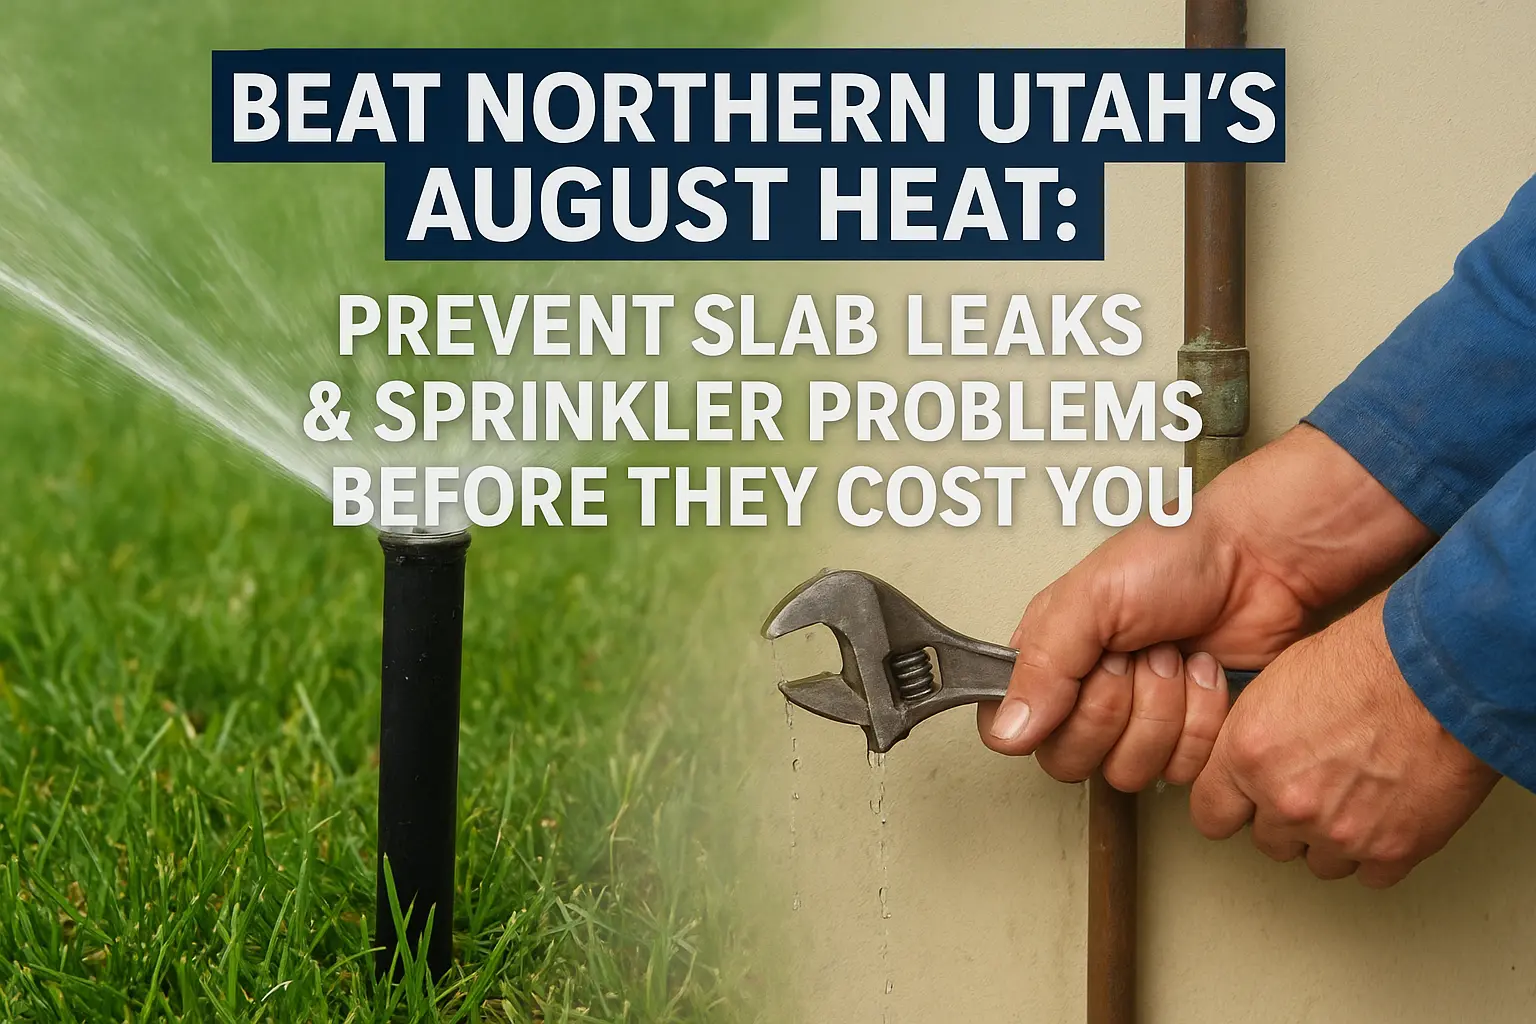 BEAT NORTHERN UTAH’S
AUGUST HEAT:
PREVENT SLAB LEAKS
& SPRINKLER PROBLEMS
BEFORE THEY COST YOU